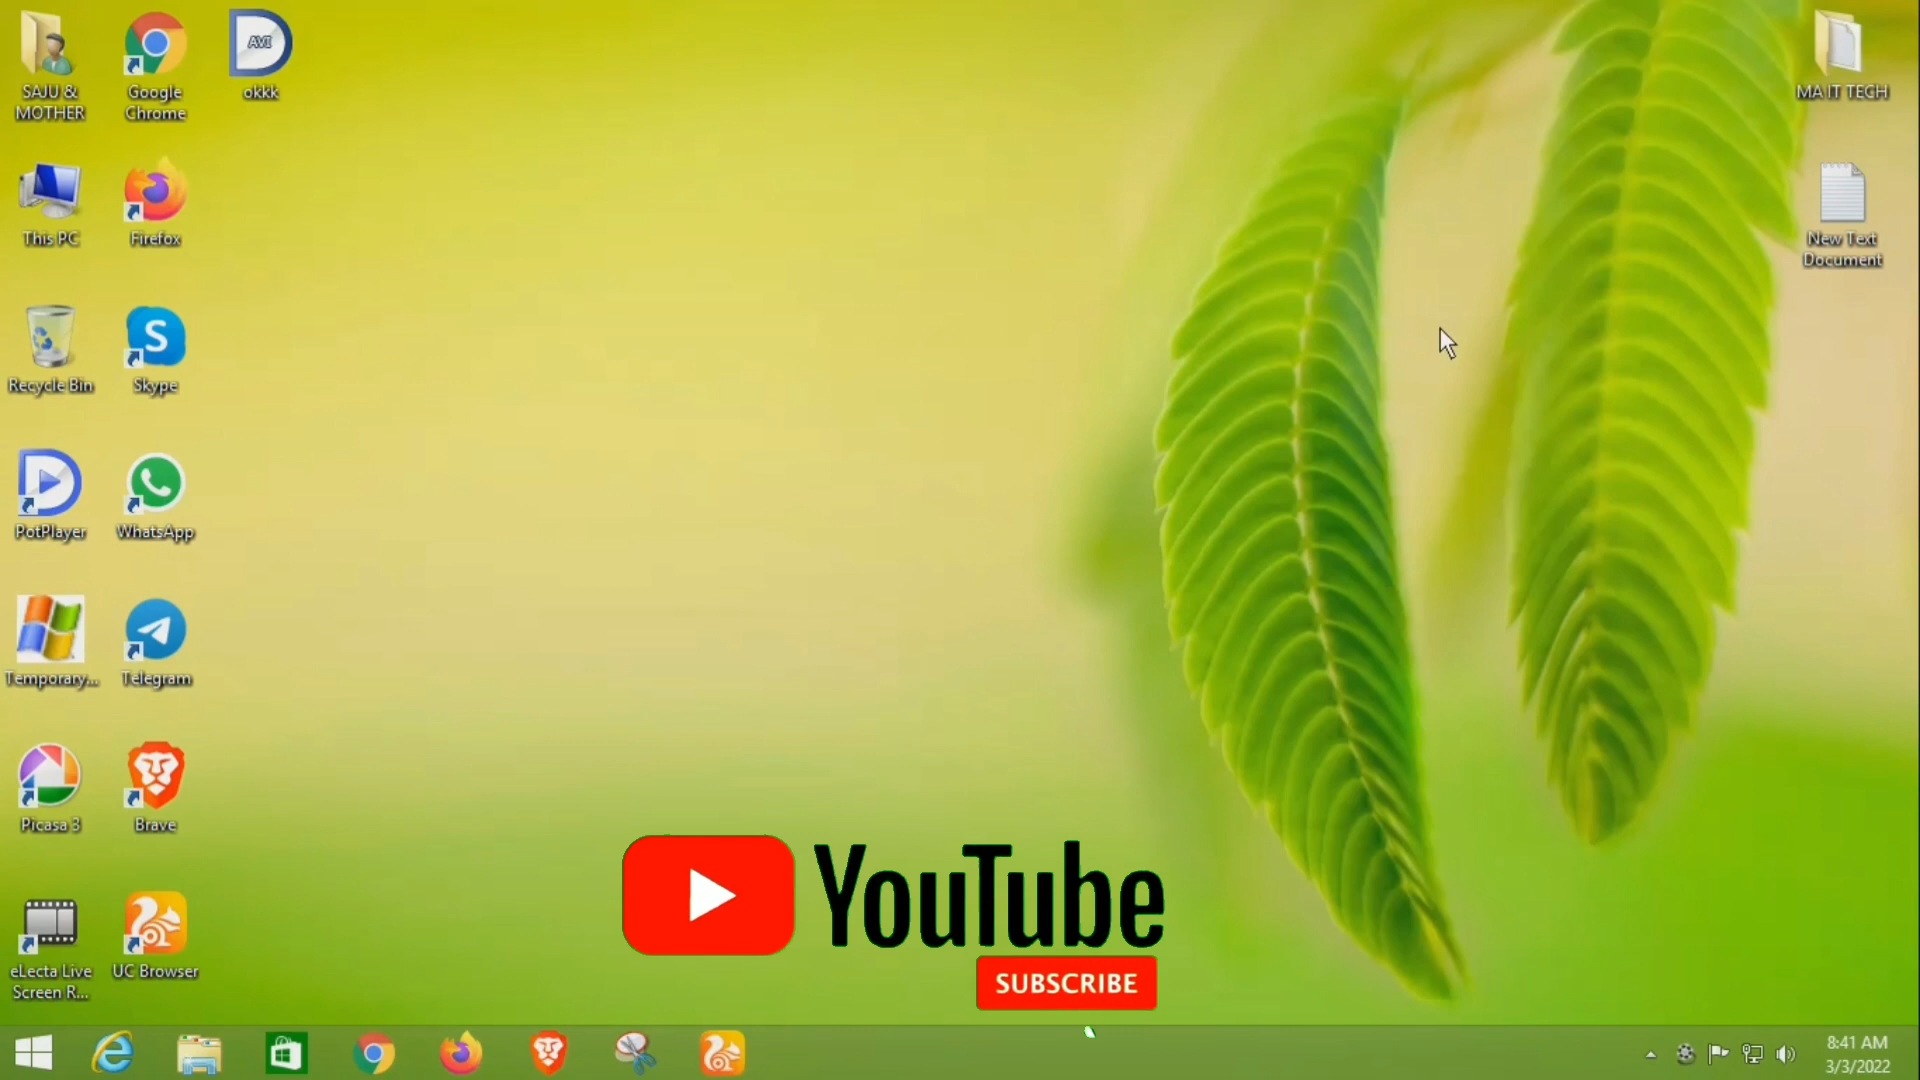 SAJU &
MOTHER
Google
Chrome
AVI
okkk
MA IT TECH
This PC
Firefox
New Text
Document
Recycle Bin
S
Skype
PotPlayer
WhatsApp
Temporary...
Telegram
Picasa 3
Brave
eLecta Live
Screen R...
UC Browser
YouTube
SUBSCRIBE
8:41 AM
3/3/2022